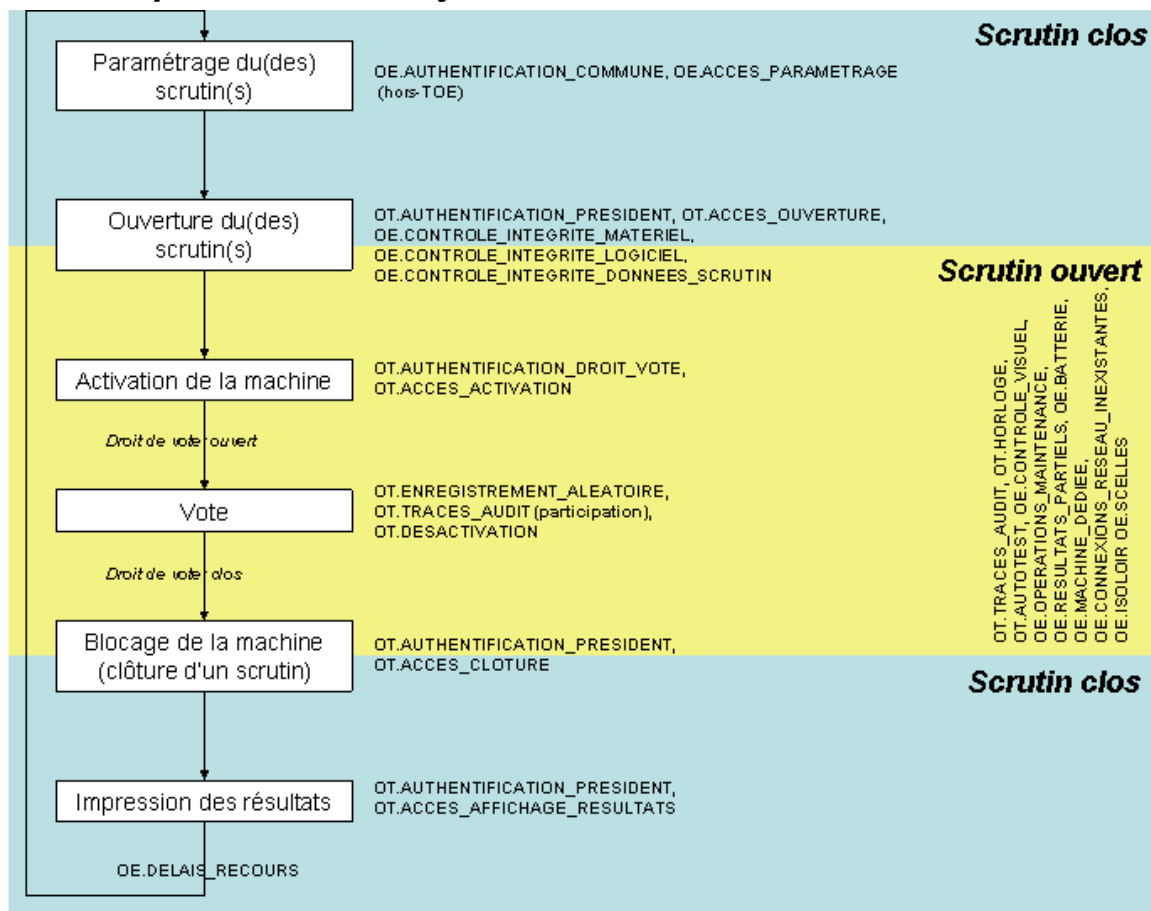 Scrutin clos
Paramétrage du(des)
scrutin(s)
OE.AUTHENTIFICATION_COMMUNE, OE.ACCES_PARAMETRAGE
(hors-TOE)
Ouverture du(des)
scrutin(s)
OT.AUTHENTIFICATION_PRESIDENT, OT.ACCES_OUVERTURE,
OE.CONTROLE_INTEGRITE_MATERIEL,
OE.CONTROLE_INTEGRITE_LOGICIEL,
OE.CONTROLE_INTEGRITE_DONNEES_SCRUTIN
Scrutin ouvert
Activation de la machine
OT.AUTHENTIFICATION_DROIT_VOTE,
OT.ACCES_ACTIVATION
Droit de vote ouvert
Vote
OT.ENREGISTREMENT_ALEATOIRE,
OT.TRACES_AUDIT (participation),
OT.DESACTIVATION
Droit de vote clos
OT.TRACES_AUDIT, OT.HORLOGE,
OT.AUTOTEST, OE.CONTROLE_VISUEL,
OE.OPERATIONS_MAINTENANCE,
OE.RESULTATS_PARTIELS, OE.BATTERIE,
OE.MACHINE_DEDIEE,
OE.CONNEXIONS_RESEAU_INEXISTANTES,
OE.ISOLOIR OE.SCELLES
Blocage de la machine
(clôture d'un scrutin)
OT.AUTHENTIFICATION_PRESIDENT,
OT.ACCES_CLOTURE
Scrutin clos
Impression des résultats
OT.AUTHENTIFICATION_PRESIDENT,
OT.ACCES_AFFICHAGE_RESULTATS
OE.DELAIS_RECOURS